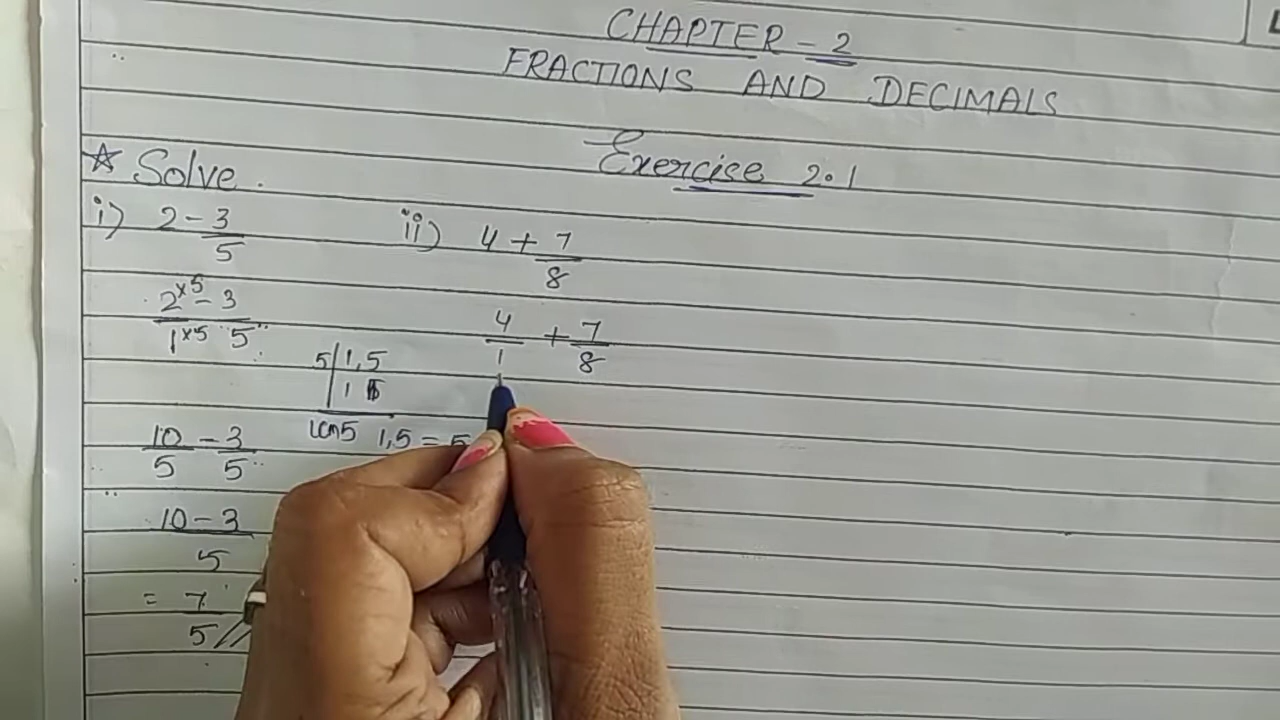 CHAPTER - 2
FRACTIONS AND DECIMALS
Exercise 2.1
☆ Solve.
i) 2 - 3/5
2×5/1×5 - 3/5
5 | 1, 5
| 1
lcm 1,5 = 5
10/5 - 3/5
10 - 3/5
= 7/5 //
ii) 4 + 7/8
4/1 + 7/8